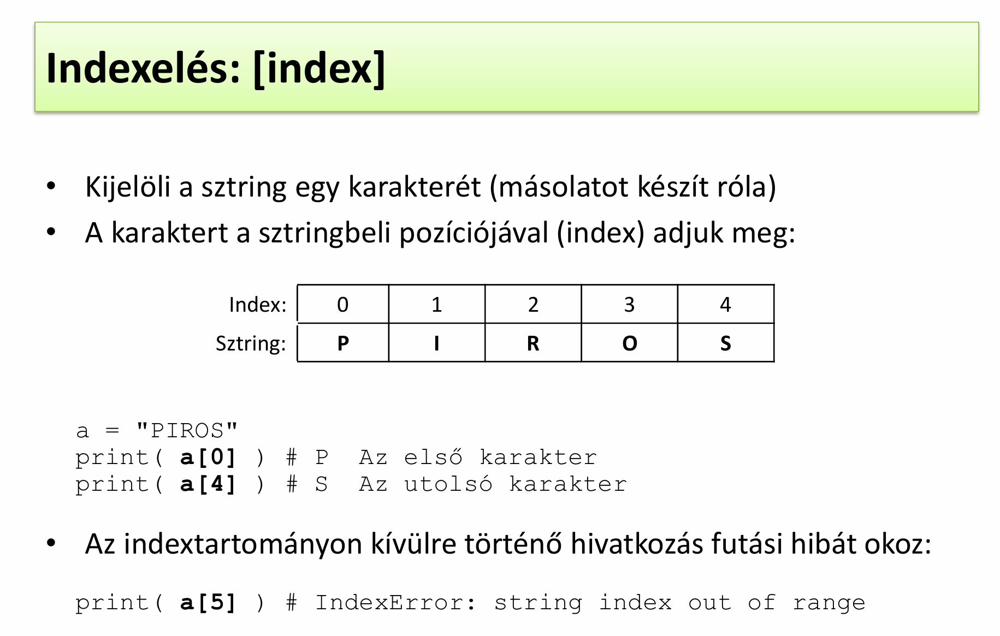 Indexelés: [index]
• Kijelöli a sztring egy karakterét (másolatot készít róla)
• A karaktert a sztringbeli pozíciójával (index) adjuk meg:
Index: 0 1 2 3 4
Sztring: P I R O S
a = "PIROS"
print( a[0] ) # P  Az első karakter
print( a[4] ) # S  Az utolsó karakter
• Az indextartományon kívülre történő hivatkozás futási hibát okoz:
print( a[5] ) # IndexError: string index out of range